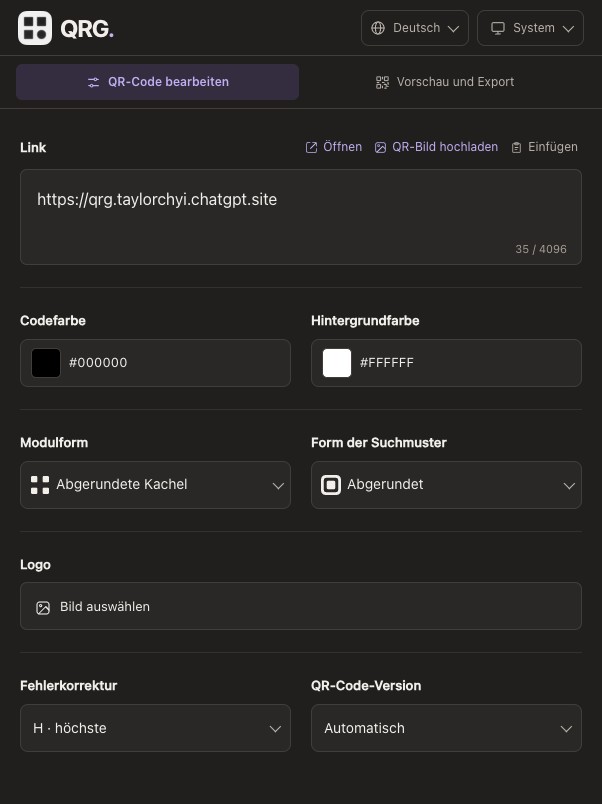 QRG.
Deutsch
System
QR-Code bearbeiten
Vorschau und Export
Link
Öffnen
QR-Bild hochladen
Einfügen
https://qrg.taylorchyi.chatgpt.site
35 / 4096
Codefarbe
Hintergrundfarbe
#000000
#FFFFFF
Modulform
Form der Suchmuster
Abgerundete Kachel
Abgerundet
Logo
Bild auswählen
Fehlerkorrektur
QR-Code-Version
H · höchste
Automatisch